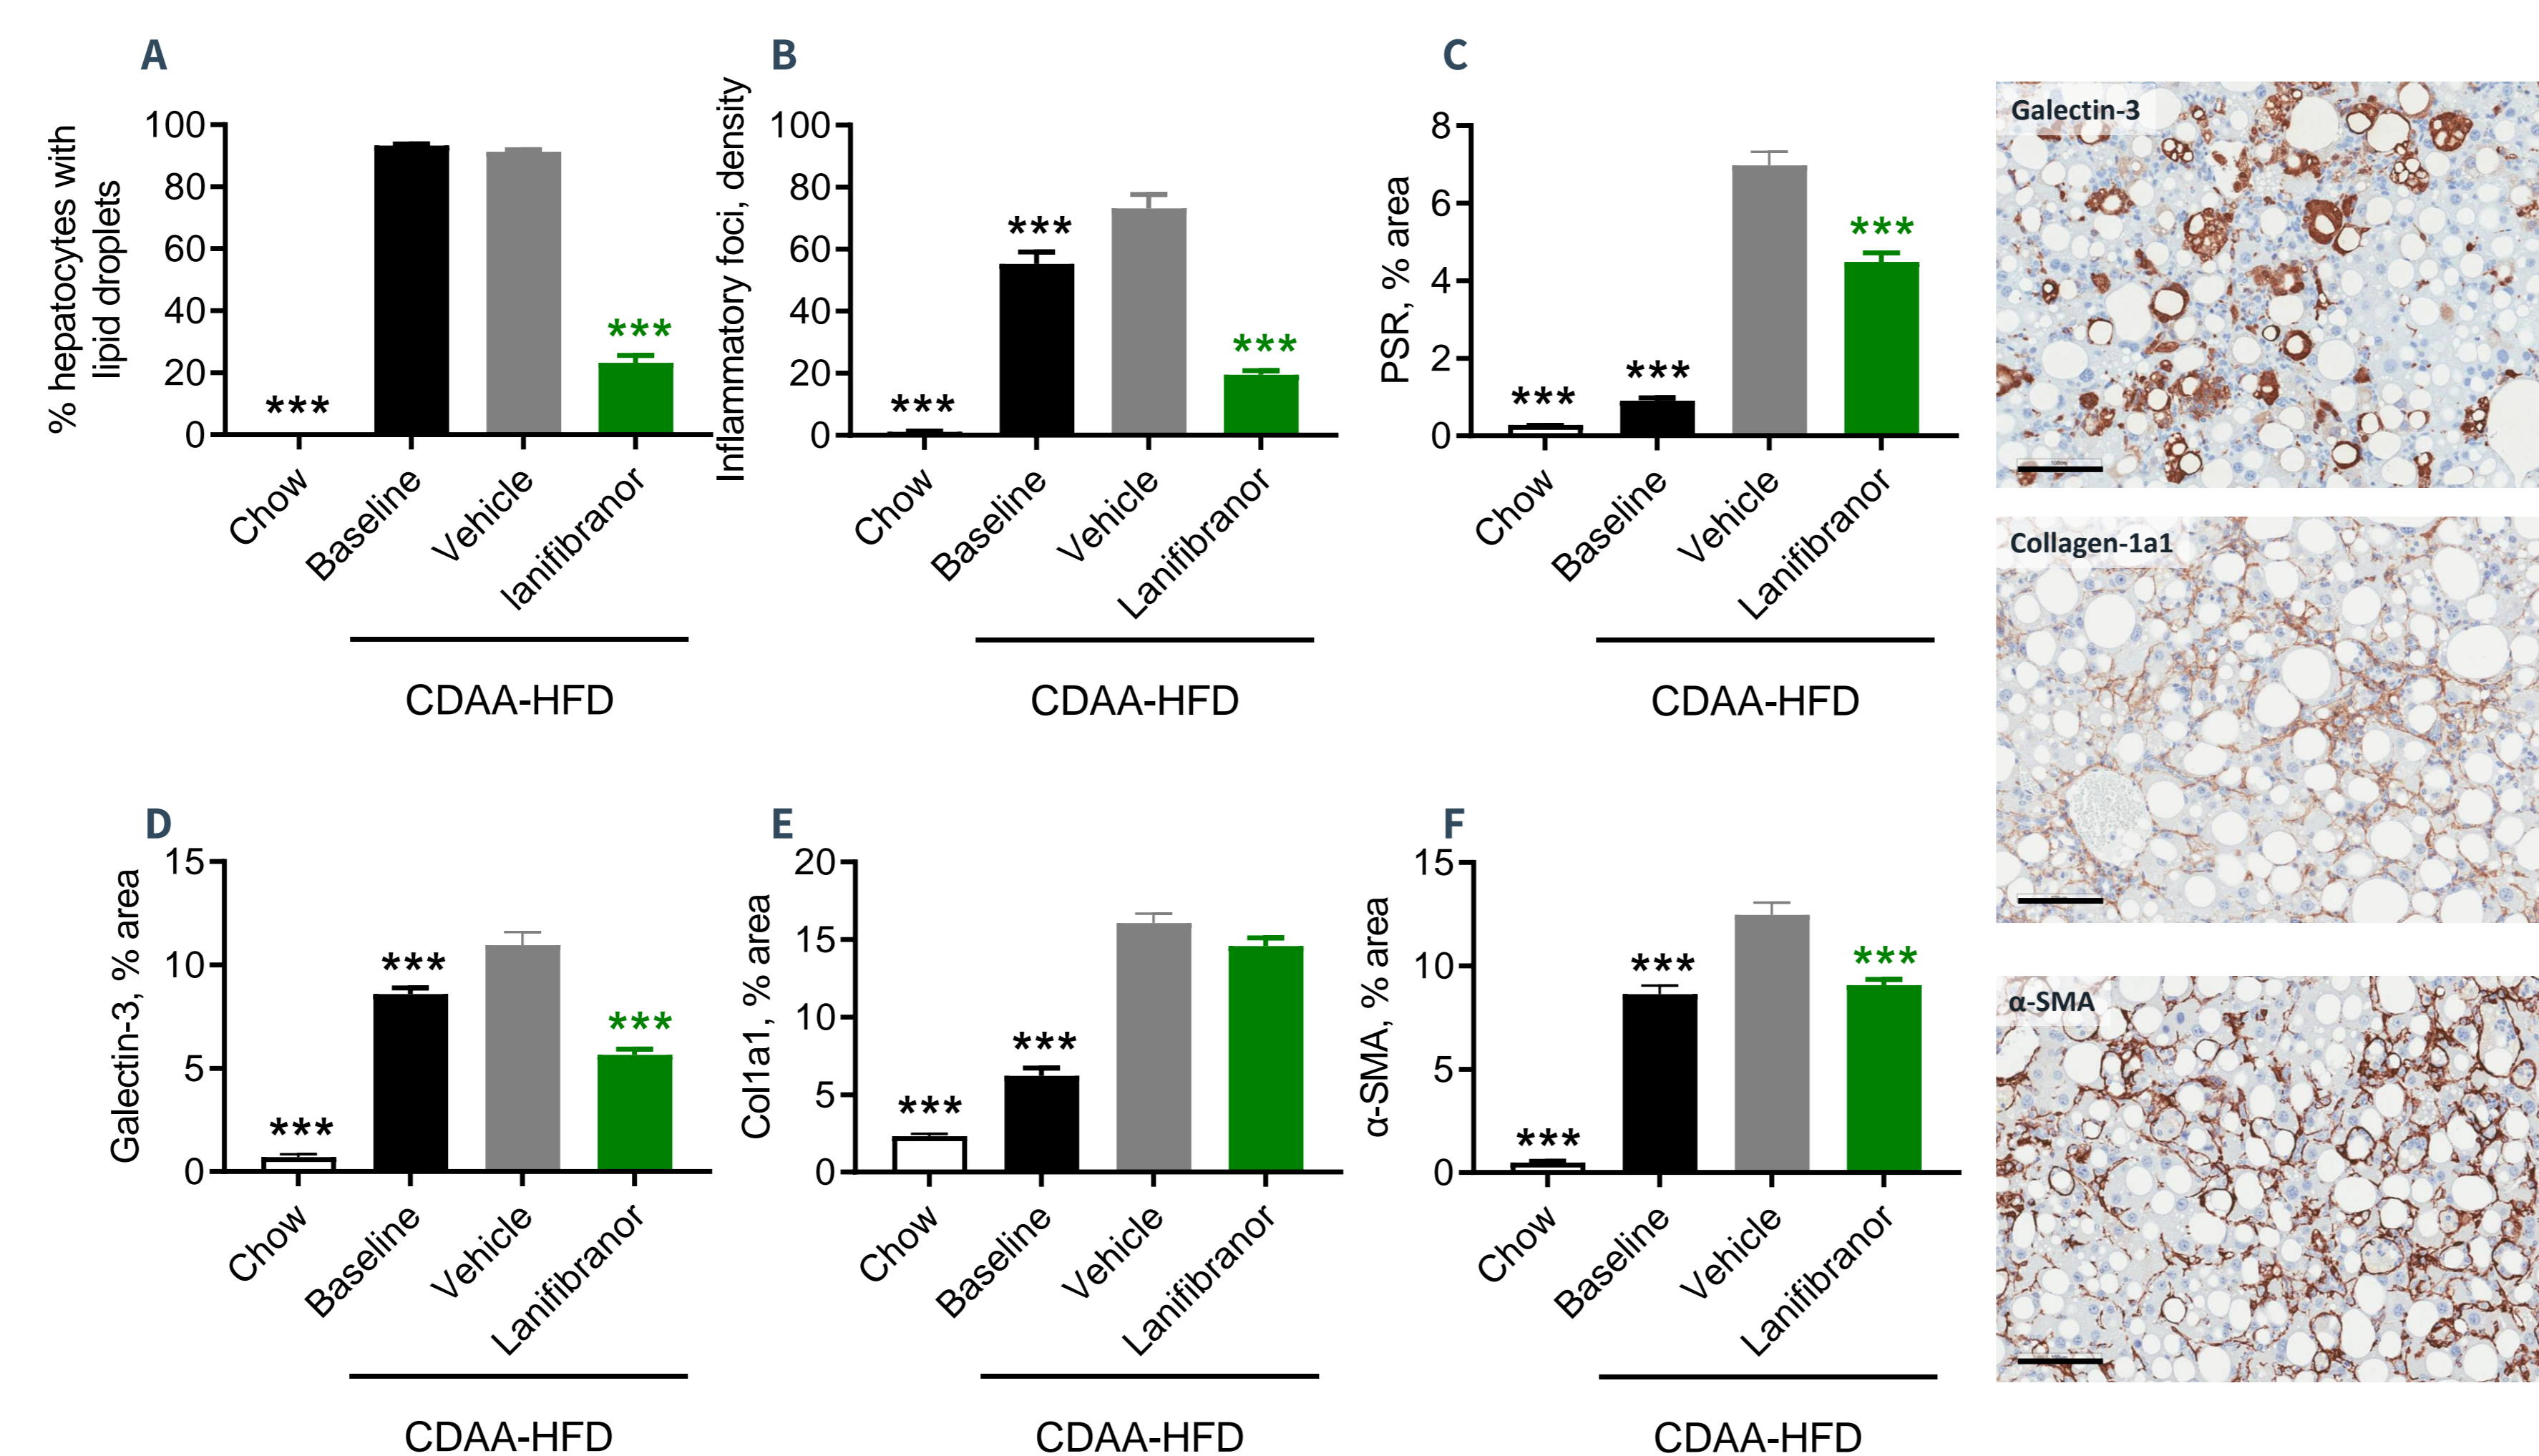 A
% hepatocytes with
lipid droplets
100
80
60
40
20
0
***
***
Chow
Baseline
Vehicle
lanifibranor
CDAA-HFD
B
Inflammatory foci, density
100
80
60
40
20
0
***
***
***
Chow
Baseline
Vehicle
Lanifibranor
CDAA-HFD
C
PSR, % area
8
6
4
2
0
***
***
***
Chow
Baseline
Vehicle
Lanifibranor
CDAA-HFD
Galectin-3
Collagen-1a1
α-SMA
D
Galectin-3, % area
15
10
5
0
***
***
***
Chow
Baseline
Vehicle
Lanifibranor
CDAA-HFD
E
Col1a1, % area
20
15
10
5
0
***
***
Chow
Baseline
Vehicle
Lanifibranor
CDAA-HFD
F
α-SMA, % area
15
10
5
0
***
***
***
Chow
Baseline
Vehicle
Lanifibranor
CDAA-HFD